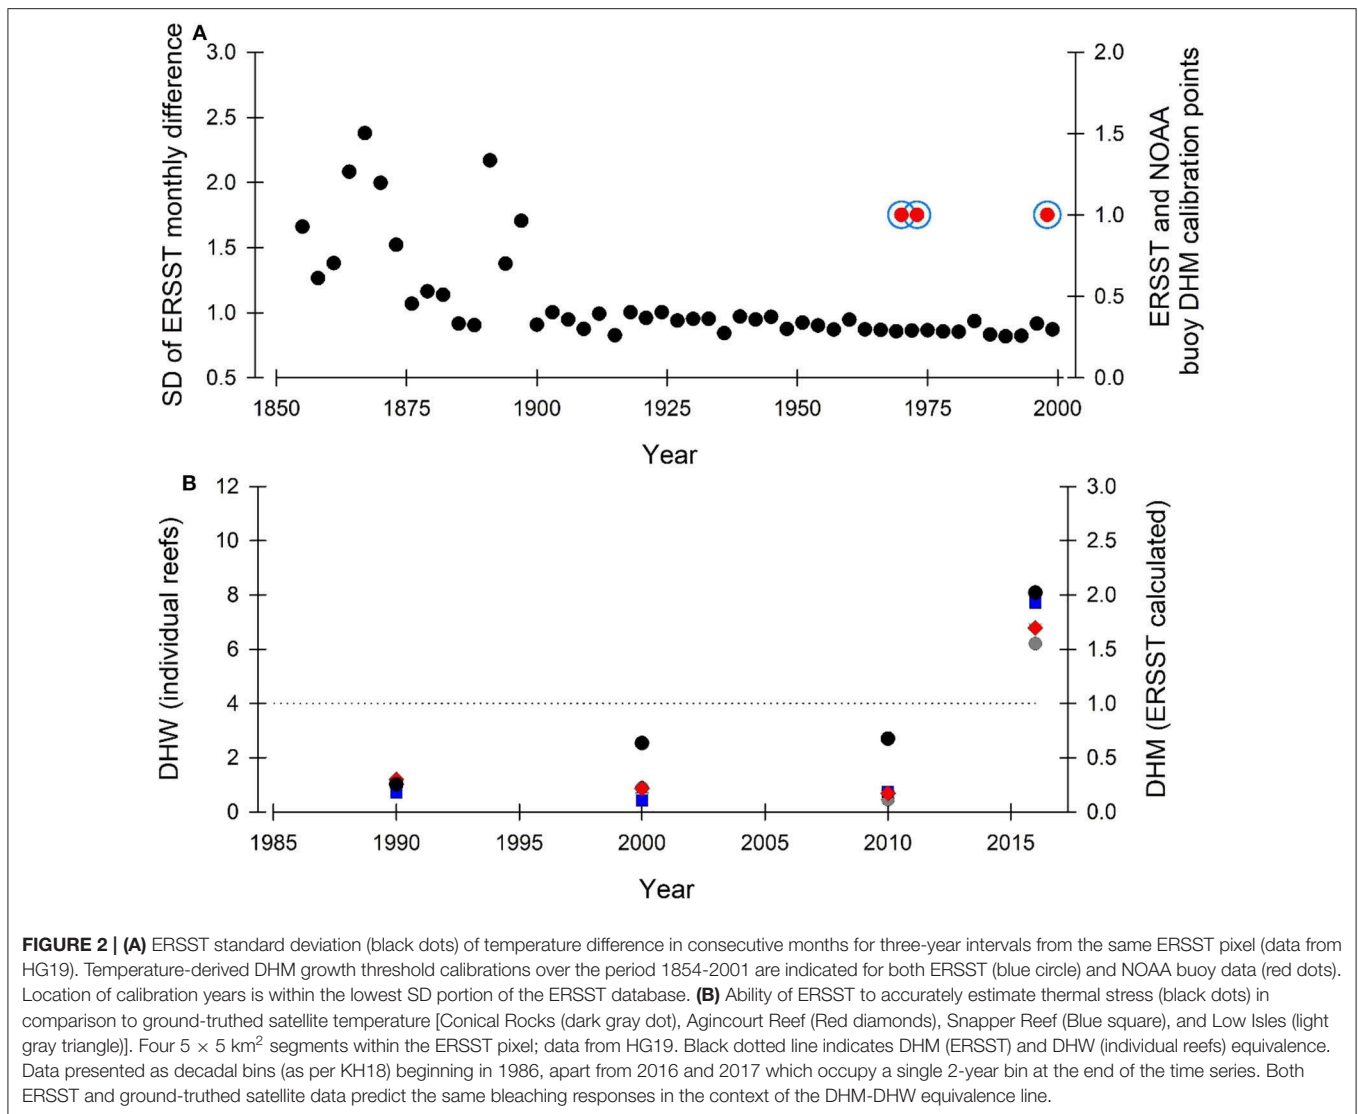 A
SD of ERSST monthly difference
3.0
2.5
2.0
1.5
1.0
0.5
2.0
1.5
1.0
0.5
0.0
ERSST and NOAA
buoy DHM calibration points
1850 1875 1900 1925 1950 1975 2000
Year
B
DHW (individual reefs)
12
10
8
6
4
2
0
3.0
2.5
2.0
1.5
1.0
0.5
0.0
DHM (ERSST calculated)
1985 1990 1995 2000 2005 2010 2015
Year
FIGURE 2 | (A) ERSST standard deviation (black dots) of temperature difference in consecutive months for three-year intervals from the same ERSST pixel (data from
HG19). Temperature-derived DHM growth threshold calibrations over the period 1854-2001 are indicated for both ERSST (blue circle) and NOAA buoy data (red dots).
Location of calibration years is within the lowest SD portion of the ERSST database. (B) Ability of ERSST to accurately estimate thermal stress (black dots) in
comparison to ground-truthed satellite temperature [Conical Rocks (dark gray dot), Agincourt Reef (Red diamonds), Snapper Reef (Blue square), and Low Isles (light
gray triangle)]. Four 5 × 5 km² segments within the ERSST pixel; data from HG19. Black dotted line indicates DHM (ERSST) and DHW (individual reefs) equivalence.
Data presented as decadal bins (as per KH18) beginning in 1986, apart from 2016 and 2017 which occupy a single 2-year bin at the end of the time series. Both
ERSST and ground-truthed satellite data predict the same bleaching responses in the context of the DHM-DHW equivalence line.